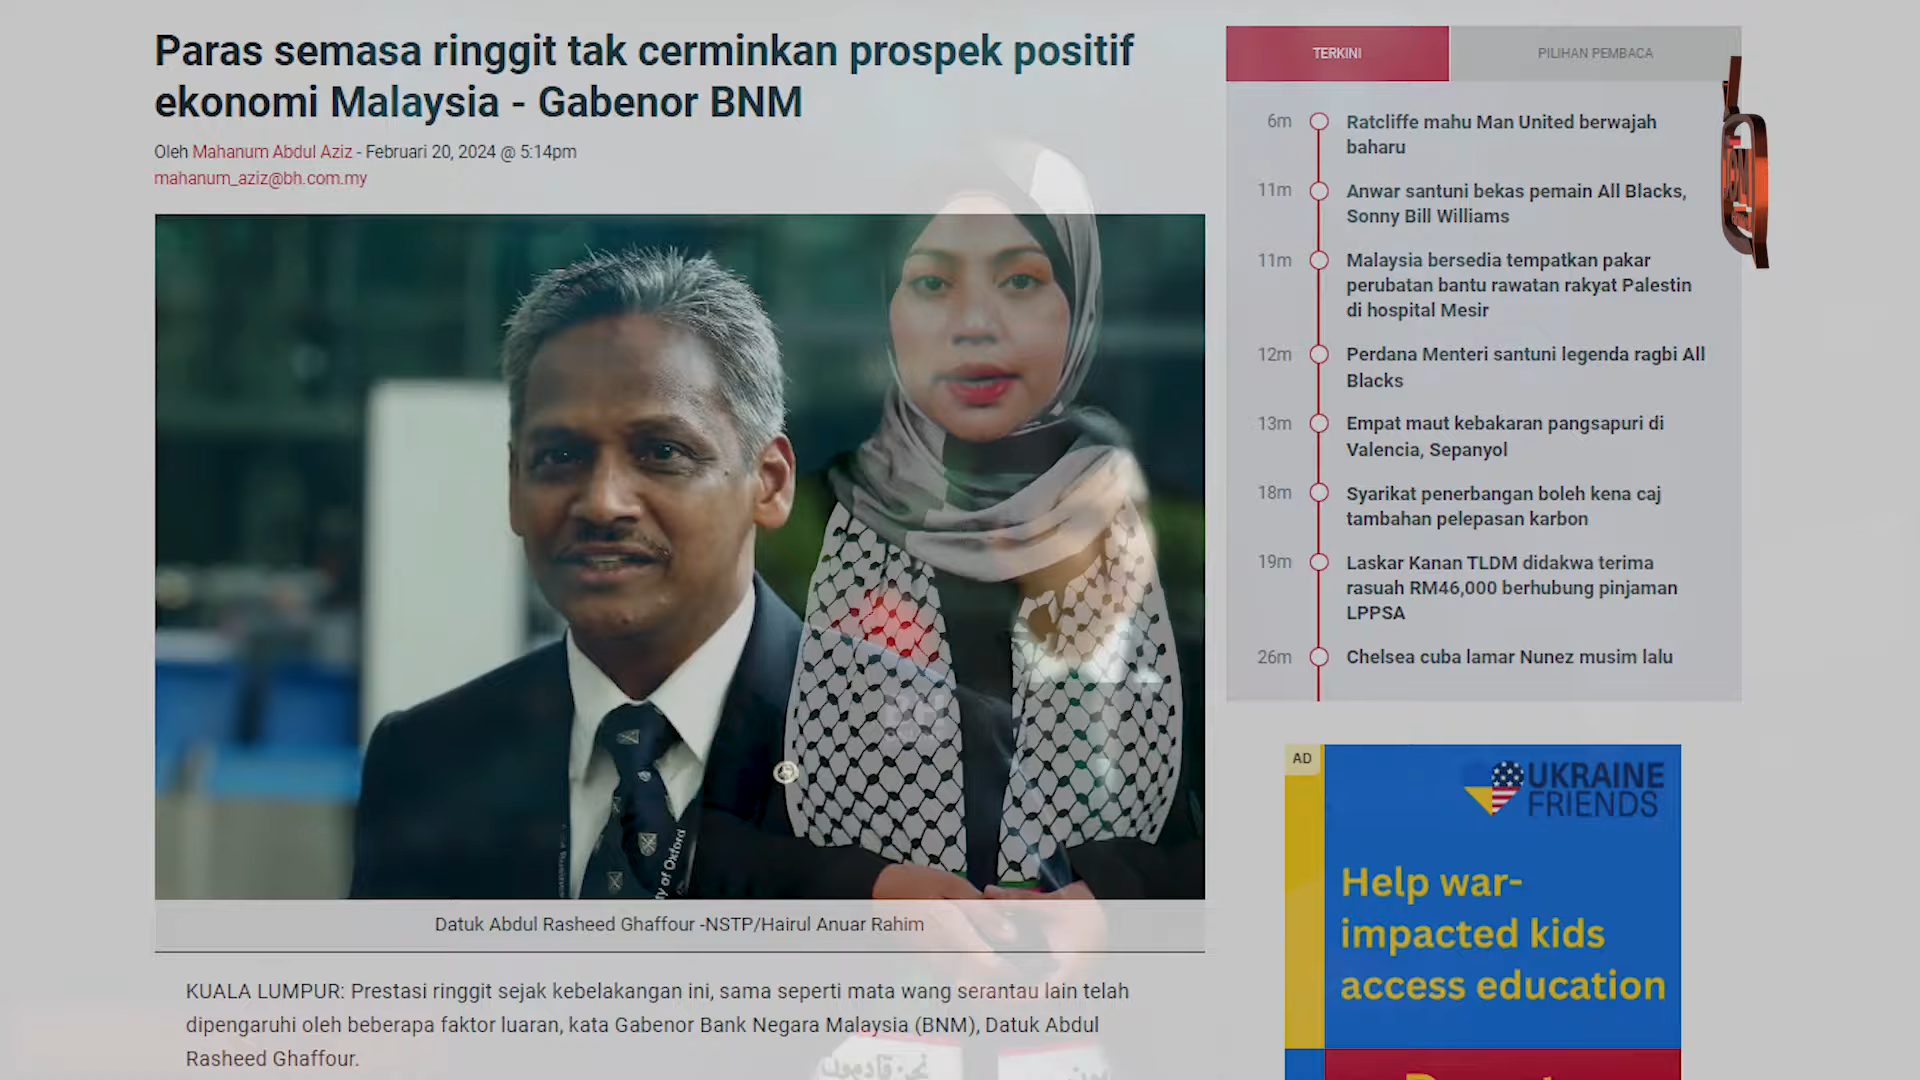 Paras semasa ringgit tak cerminkan prospek positif
ekonomi Malaysia - Gabenor BNM
Oleh Mahanum Abdul Aziz - Februari 20, 2024 @ 5:14pm
mahanum_aziz@bh.com.my
y of Oxford
Datuk Abdul Rasheed Ghaffour -NSTP/Hairul Anuar Rahim
KUALA LUMPUR: Prestasi ringgit sejak kebelakangan ini, sama seperti mata wang serantau lain telah
dipengaruhi oleh beberapa faktor luaran, kata Gabenor Bank Negara Malaysia (BNM), Datuk Abdul
Rasheed Ghaffour.
نحن قادمون
TERKINI
PILIHAN PEMBACA
6m
Ratcliffe mahu Man United berwajah
baharu
11m
Anwar santuni bekas pemain All Blacks,
Sonny Bill Williams
11m
Malaysia bersedia tempatkan pakar
perubatan bantu rawatan rakyat Palestin
di hospital Mesir
12m
Perdana Menteri santuni legenda ragbi All
Blacks
13m
Empat maut kebakaran pangsapuri di
Valencia, Sepanyol
18m
Syarikat penerbangan boleh kena caj
tambahan pelepasan karbon
19m
Laskar Kanan TLDM didakwa terima
rasuah RM46,000 berhubung pinjaman
LPPSA
26m
Chelsea cuba lamar Nunez musim lalu
AD
UKRAINE
FRIENDS
Help war-
impacted kids
access education